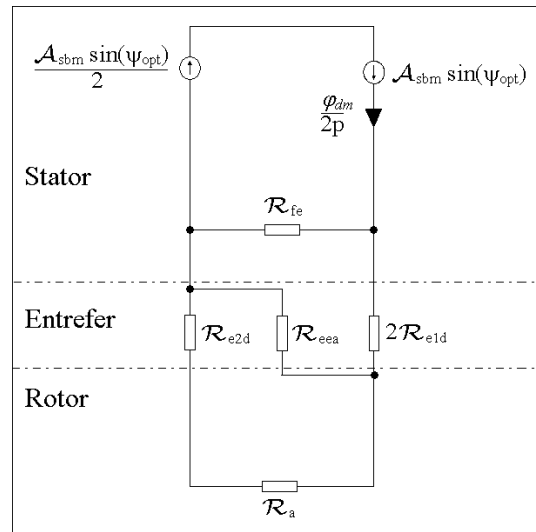 𝒜sbm sin(ψopt)
2
𝒜sbm sin(ψopt)
φdm
2p
Stator
ℛfe
Entrefer
ℛe2d
ℛeea
2ℛe1d
Rotor
ℛa